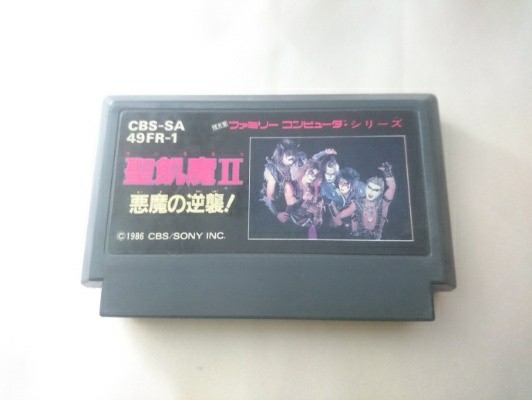 CBS-SA
49FR-1
ファミリー コンピュータ・シリーズ
聖飢魔II
悪魔の逆襲!
©1986 CBS/SONY INC.